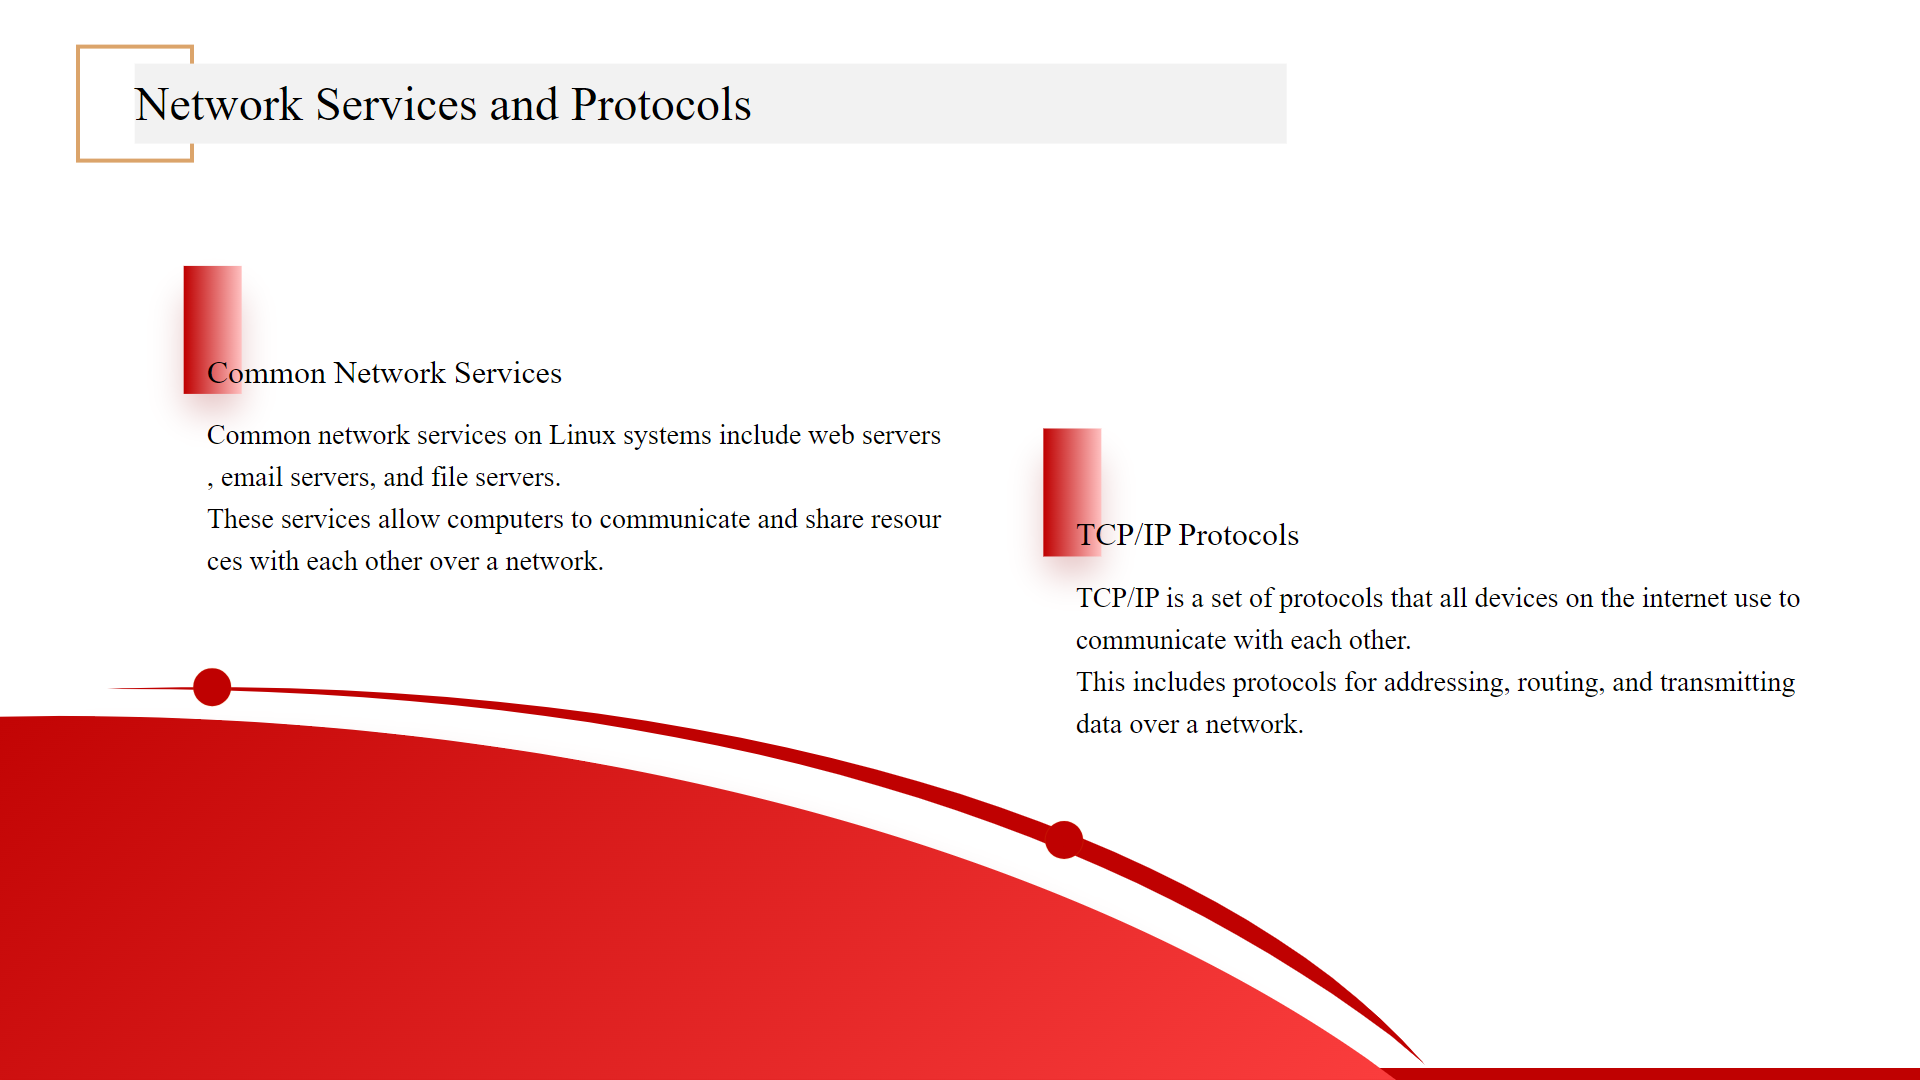 Network Services and Protocols
Common Network Services
Common network services on Linux systems include web servers
, email servers, and file servers.
These services allow computers to communicate and share resour
ces with each other over a network.
TCP/IP Protocols
TCP/IP is a set of protocols that all devices on the internet use to
communicate with each other.
This includes protocols for addressing, routing, and transmitting
data over a network.